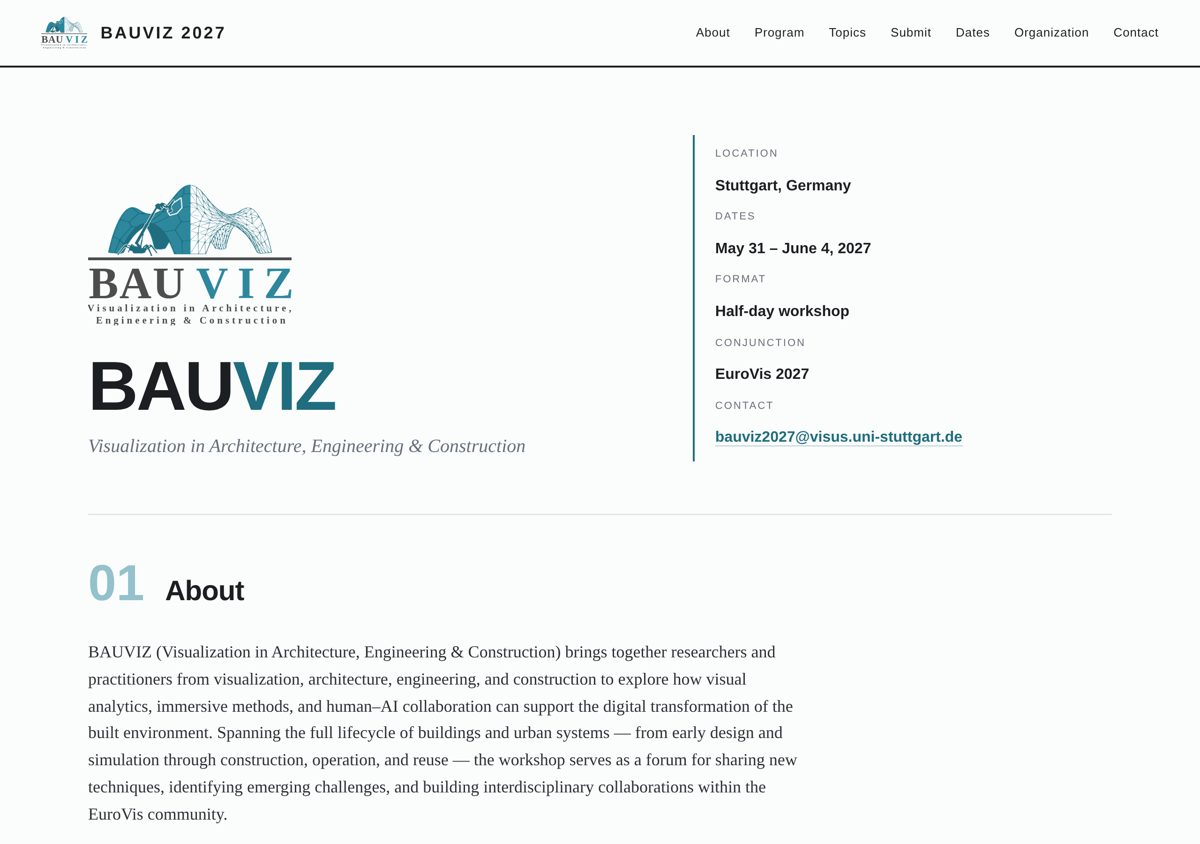 BAUVIZ 2027
About Program Topics Submit Dates Organization Contact
BAUVIZ
Visualization in Architecture,
Engineering & Construction
BAUVIZ
Visualization in Architecture, Engineering & Construction
LOCATION
Stuttgart, Germany
DATES
May 31 – June 4, 2027
FORMAT
Half-day workshop
CONJUNCTION
EuroVis 2027
CONTACT
bauviz2027@visus.uni-stuttgart.de
01 About
BAUVIZ (Visualization in Architecture, Engineering & Construction) brings together researchers and
practitioners from visualization, architecture, engineering, and construction to explore how visual
analytics, immersive methods, and human–AI collaboration can support the digital transformation of the
built environment. Spanning the full lifecycle of buildings and urban systems — from early design and
simulation through construction, operation, and reuse — the workshop serves as a forum for sharing new
techniques, identifying emerging challenges, and building interdisciplinary collaborations within the
EuroVis community.